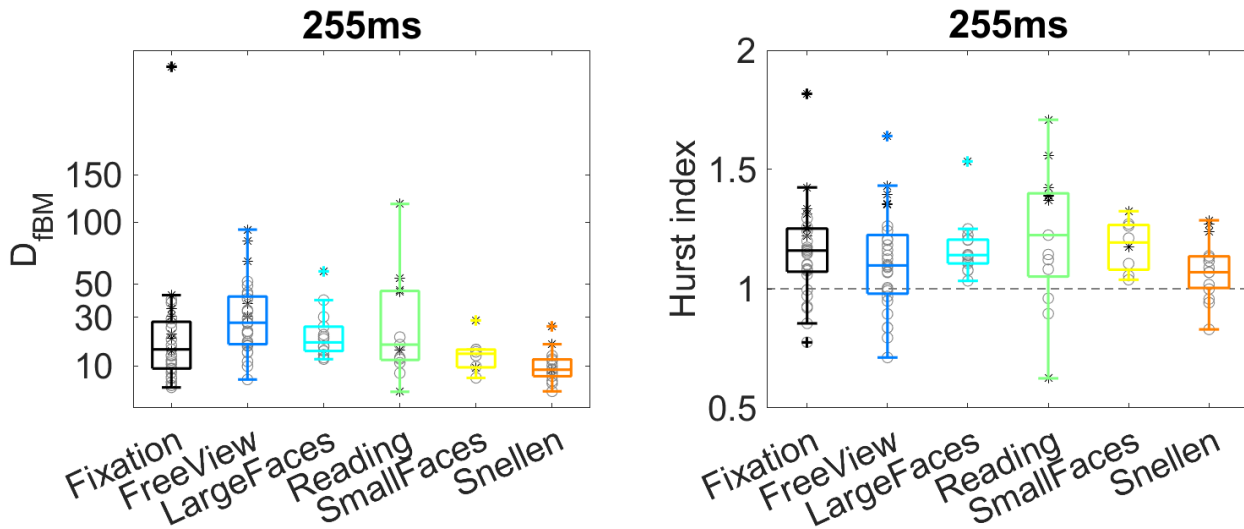 255ms
D_fBM
150
100
50
30
10
Fixation
FreeView
LargeFaces
Reading
SmallFaces
Snellen
255ms
Hurst index
2
1.5
1
0.5
Fixation
FreeView
LargeFaces
Reading
SmallFaces
Snellen